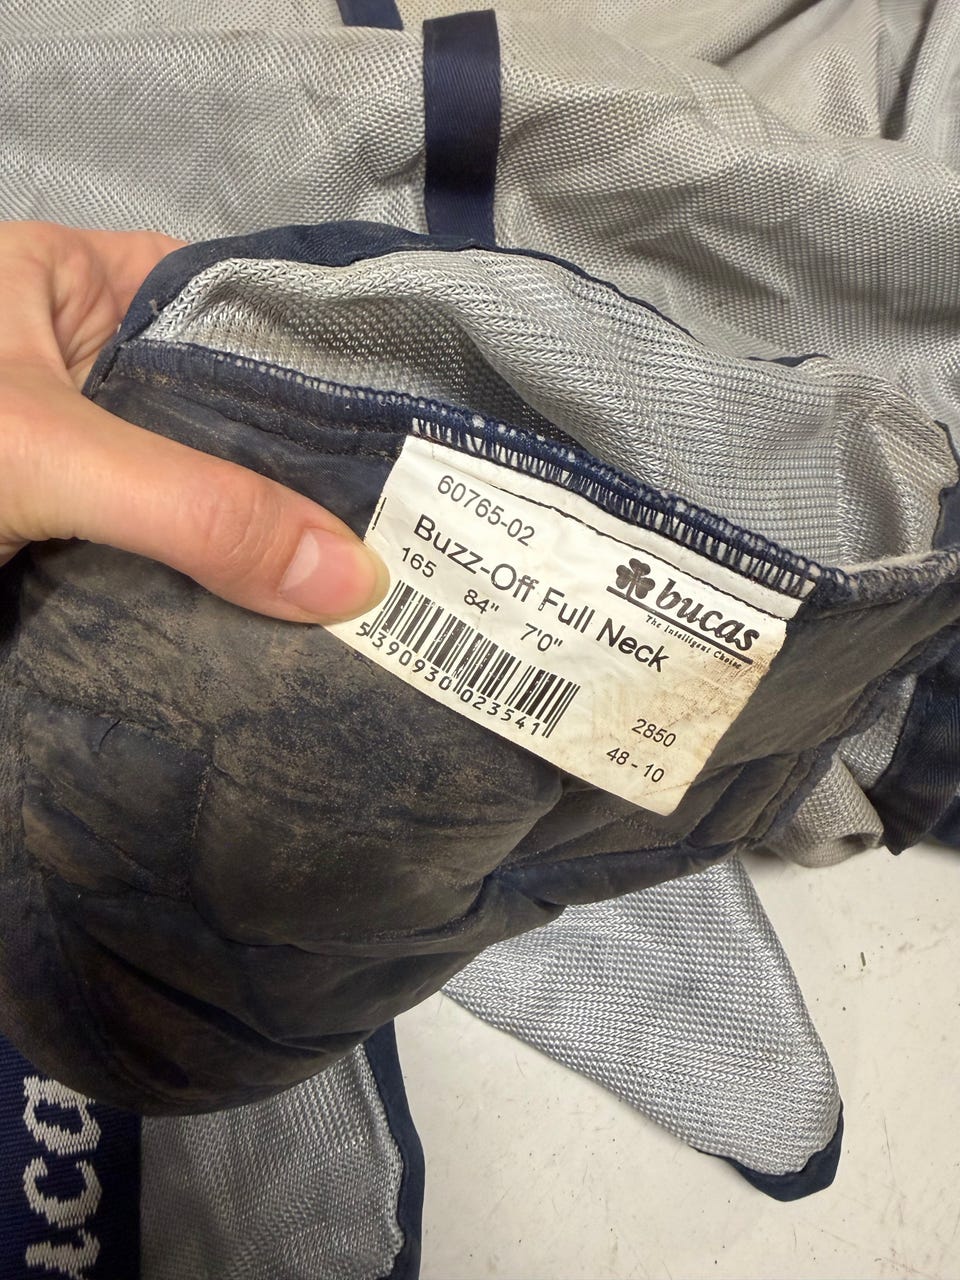 60765-02
Buzz-Off Full Neck
165 84" 7'0"
bucas
The Intelligent Choice
5 390930 023541
2850
48 - 10
uca